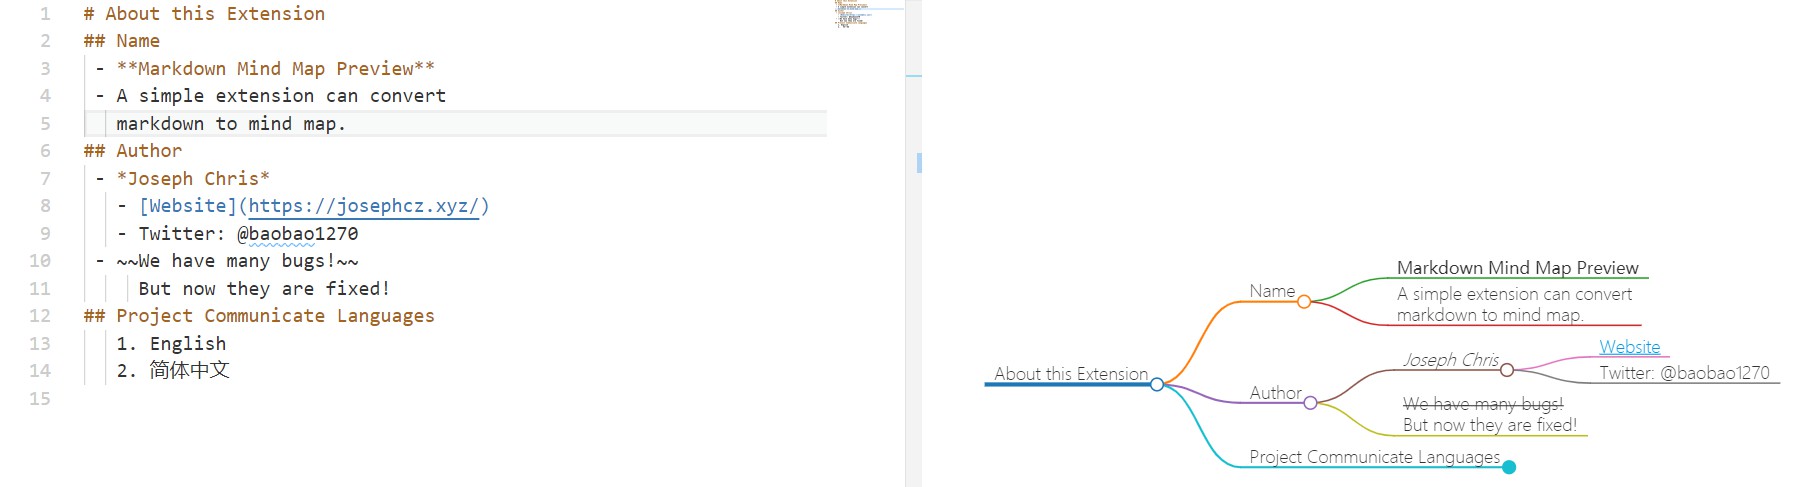 1 # About this Extension
2 ## Name
3 - **Markdown Mind Map Preview**
4 - A simple extension can convert
5 markdown to mind map.
6 ## Author
7 - *Joseph Chris*
8 - [Website](https://josephcz.xyz/)
9 - Twitter: @baobao1270
10 - ~~We have many bugs!~~
11 But now they are fixed!
12 ## Project Communicate Languages
13 1. English
14 2. 简体中文
15
About this Extension
Name
Markdown Mind Map Preview
A simple extension can convert
markdown to mind map.
Author
Joseph Chris
Website
Twitter: @baobao1270
We have many bugs!
But now they are fixed!
Project Communicate Languages